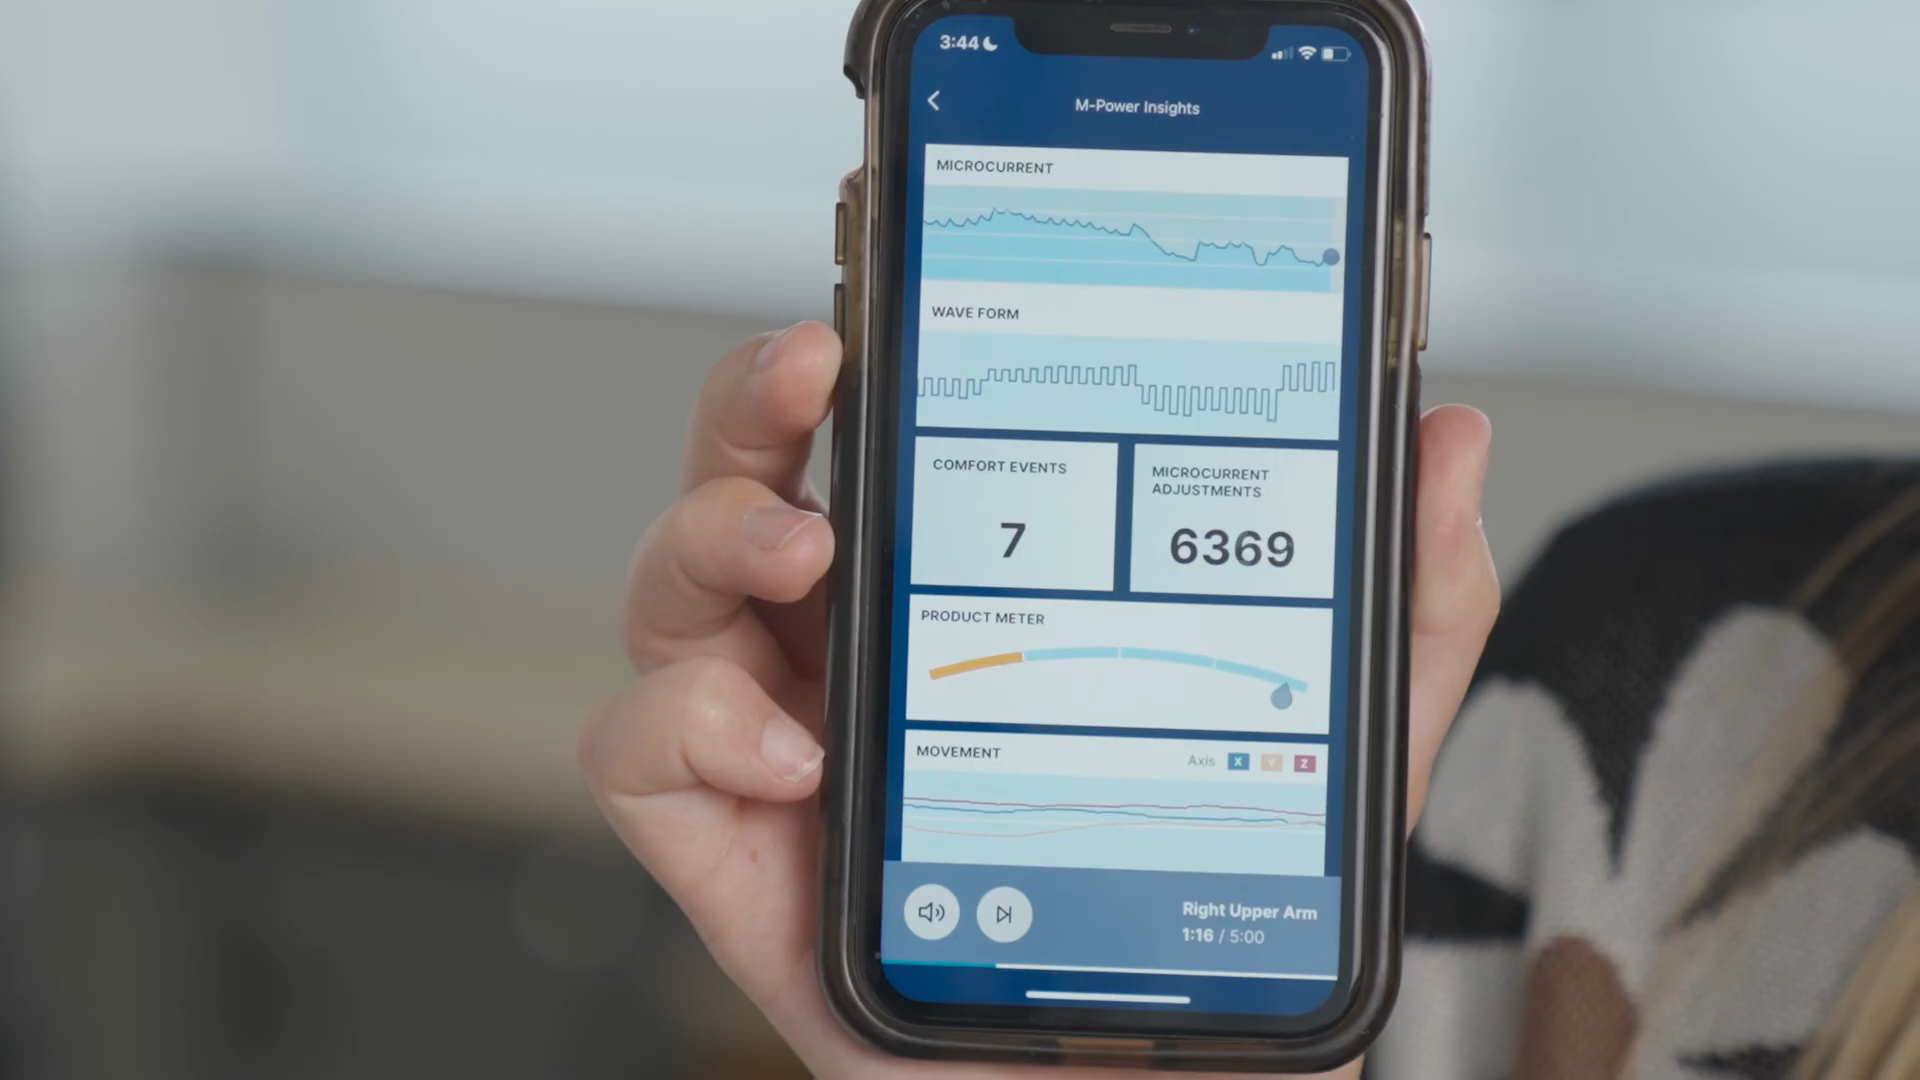 3:44
M-Power Insights
MICROCURRENT
WAVE FORM
COMFORT EVENTS
7
MICROCURRENT
ADJUSTMENTS
6369
PRODUCT METER
MOVEMENT
Axis X Y Z
Right Upper Arm
1:16 / 5:00